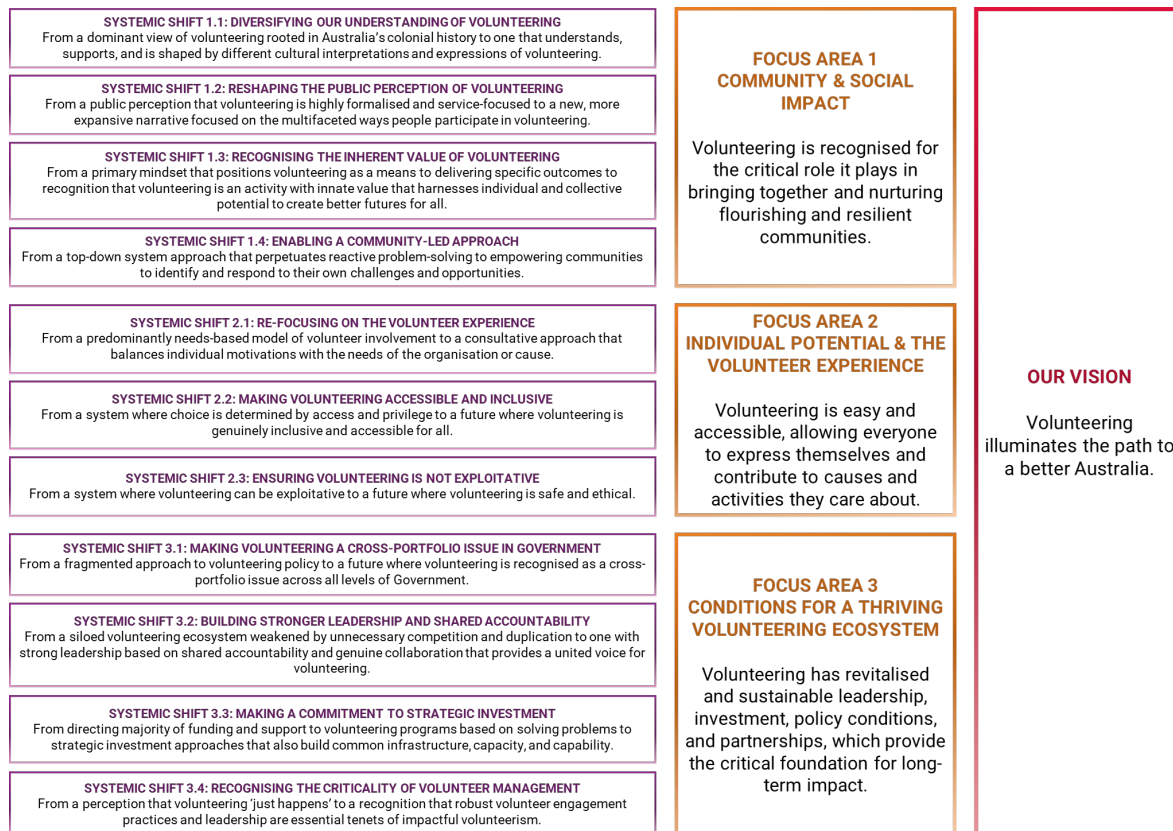 SYSTEMIC SHIFT 1.1: DIVERSIFYING OUR UNDERSTANDING OF VOLUNTEERING
From a dominant view of volunteering rooted in Australia's colonial history to one that understands,
supports, and is shaped by different cultural interpretations and expressions of volunteering.
SYSTEMIC SHIFT 1.2: RESHAPING THE PUBLIC PERCEPTION OF VOLUNTEERING
From a public perception that volunteering is highly formalised and service-focused to a new, more
expansive narrative focused on the multifaceted ways people participate in volunteering.
SYSTEMIC SHIFT 1.3: RECOGNISING THE INHERENT VALUE OF VOLUNTEERING
From a primary mindset that positions volunteering as a means to delivering specific outcomes to
recognition that volunteering is an activity with innate value that harnesses individual and collective
potential to create better futures for all.
SYSTEMIC SHIFT 1.4: ENABLING A COMMUNITY-LED APPROACH
From a top-down system approach that perpetuates reactive problem-solving to empowering communities
to identify and respond to their own challenges and opportunities.
FOCUS AREA 1
COMMUNITY & SOCIAL
IMPACT
Volunteering is recognised for
the critical role it plays in
bringing together and nurturing
flourishing and resilient
communities.
SYSTEMIC SHIFT 2.1: RE-FOCUSING ON THE VOLUNTEER EXPERIENCE
From a predominantly needs-based model of volunteer involvement to a consultative approach that
balances individual motivations with the needs of the organisation or cause.
SYSTEMIC SHIFT 2.2: MAKING VOLUNTEERING ACCESSIBLE AND INCLUSIVE
From a system where choice is determined by access and privilege to a future where volunteering is
genuinely inclusive and accessible for all.
SYSTEMIC SHIFT 2.3: ENSURING VOLUNTEERING IS NOT EXPLOITATIVE
From a system where volunteering can be exploitative to a future where volunteering is safe and ethical.
FOCUS AREA 2
INDIVIDUAL POTENTIAL & THE
VOLUNTEER EXPERIENCE
Volunteering is easy and
accessible, allowing everyone
to express themselves and
contribute to causes and
activities they care about.
SYSTEMIC SHIFT 3.1: MAKING VOLUNTEERING A CROSS-PORTFOLIO ISSUE IN GOVERNMENT
From a fragmented approach to volunteering policy to a future where volunteering is recognised as a cross-
portfolio issue across all levels of Government.
SYSTEMIC SHIFT 3.2: BUILDING STRONGER LEADERSHIP AND SHARED ACCOUNTABILITY
From a siloed volunteering ecosystem weakened by unnecessary competition and duplication to one with
strong leadership based on shared accountability and genuine collaboration that provides a united voice for
volunteering.
SYSTEMIC SHIFT 3.3: MAKING A COMMITMENT TO STRATEGIC INVESTMENT
From directing majority of funding and support to volunteering programs based on solving problems to
strategic investment approaches that also build common infrastructure, capacity, and capability.
SYSTEMIC SHIFT 3.4: RECOGNISING THE CRITICALITY OF VOLUNTEER MANAGEMENT
From a perception that volunteering 'just happens' to a recognition that robust volunteer engagement
practices and leadership are essential tenets of impactful volunteerism.
FOCUS AREA 3
CONDITIONS FOR A THRIVING
VOLUNTEERING ECOSYSTEM
Volunteering has revitalised
and sustainable leadership,
investment, policy conditions,
and partnerships, which provide
the critical foundation for long-
term impact.
OUR VISION
Volunteering
illuminates the path to
a better Australia.